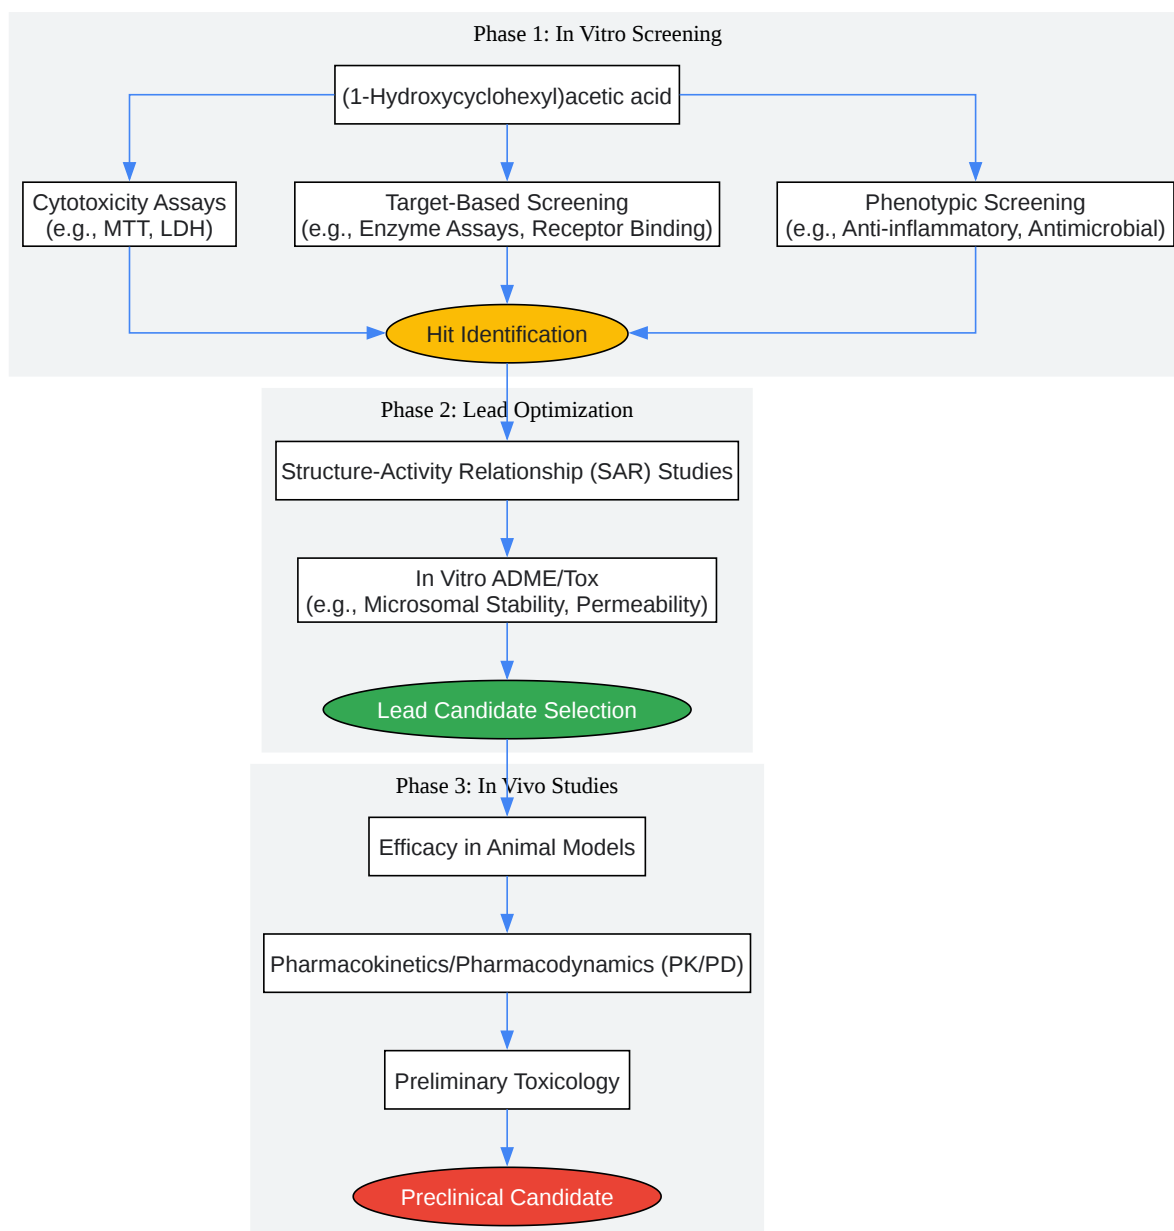 Phase 1: In Vitro Screening
(1-Hydroxycyclohexyl)acetic acid
Cytotoxicity Assays
(e.g., MTT, LDH)
Target-Based Screening
(e.g., Enzyme Assays, Receptor Binding)
Phenotypic Screening
(e.g., Anti-inflammatory, Antimicrobial)
Hit Identification
Phase 2: Lead Optimization
Structure-Activity Relationship (SAR) Studies
In Vitro ADME/Tox
(e.g., Microsomal Stability, Permeability)
Lead Candidate Selection
Phase 3: In Vivo Studies
Efficacy in Animal Models
Pharmacokinetics/Pharmacodynamics (PK/PD)
Preliminary Toxicology
Preclinical Candidate